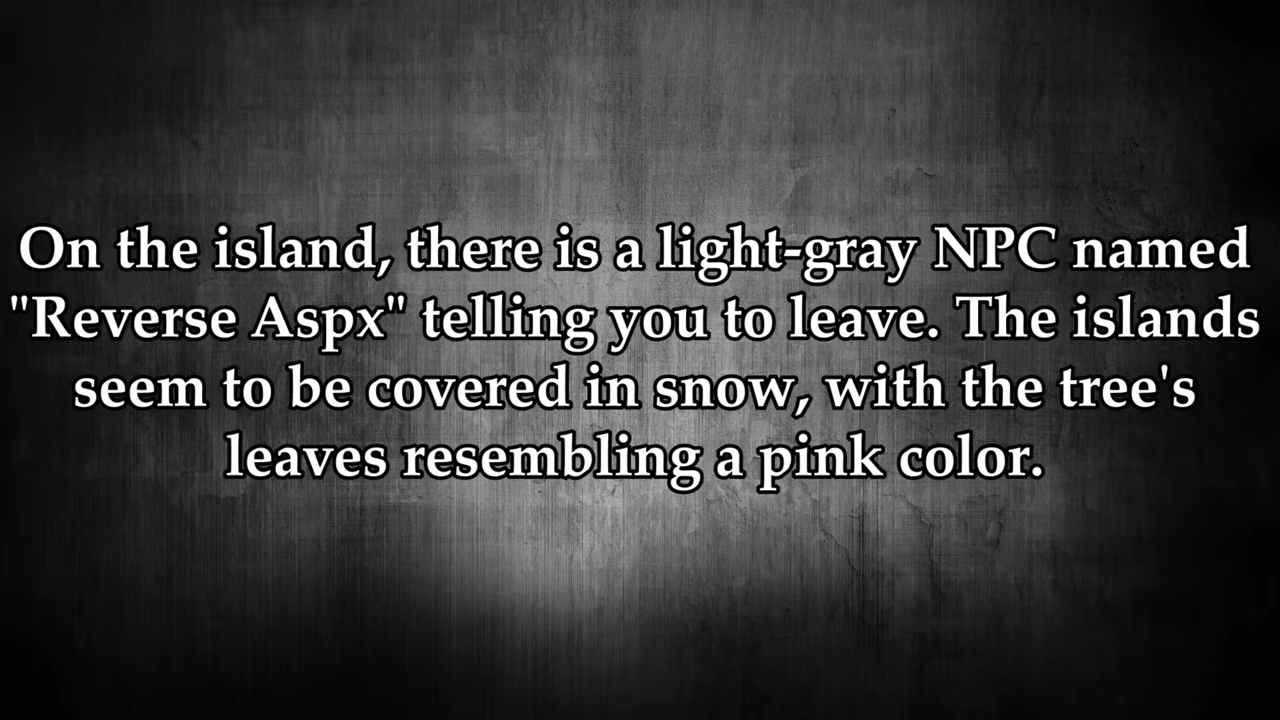 On the island, there is a light-gray NPC named
"Reverse Aspx" telling you to leave. The islands
seem to be covered in snow, with the tree's
leaves resembling a pink color.